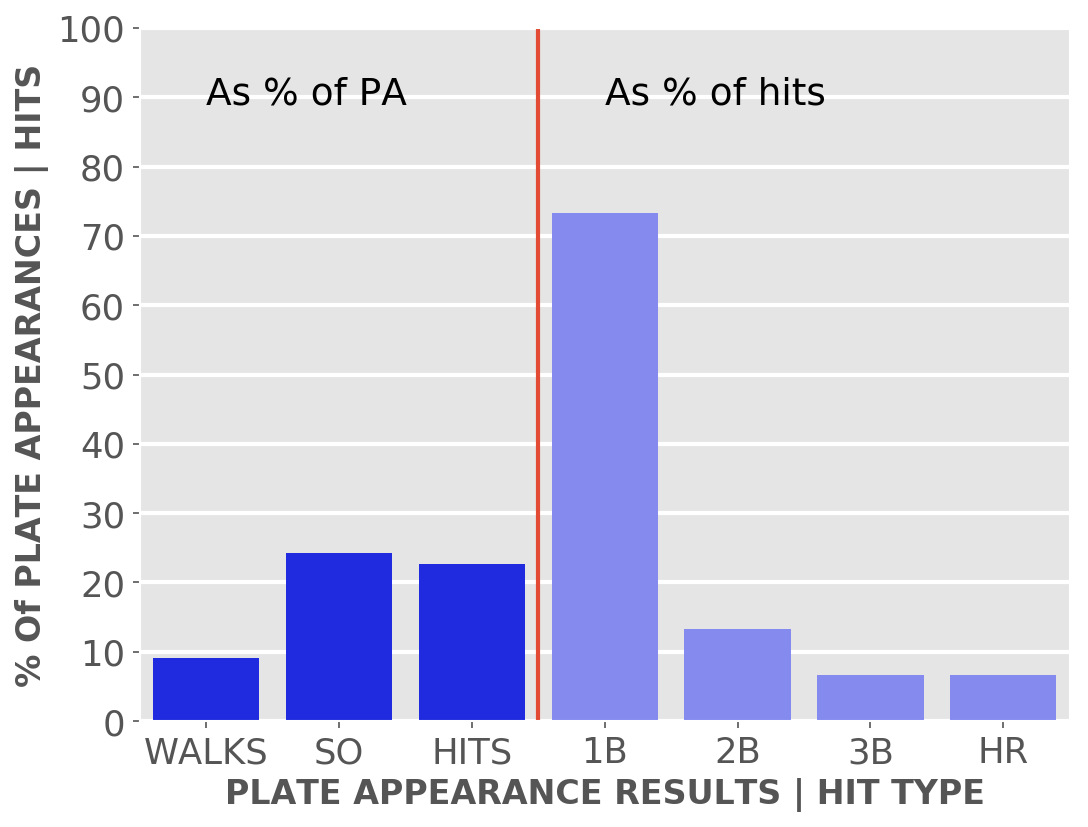 As % of PA
As % of hits
% Of PLATE APPEARANCES | HITS
100
90
80
70
60
50
40
30
20
10
0
WALKS SO HITS 1B 2B 3B HR
PLATE APPEARANCE RESULTS | HIT TYPE